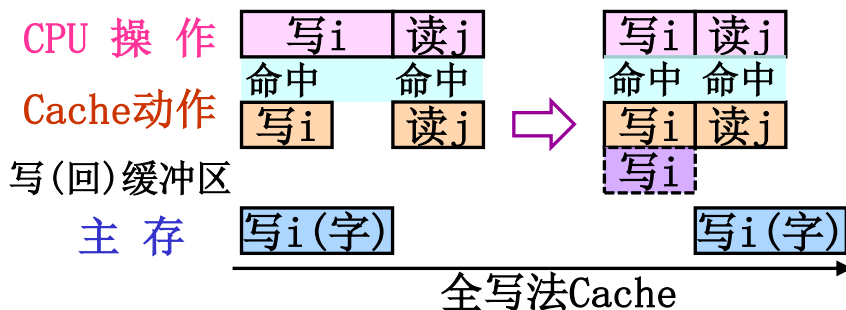 CPU 操 作 写i 读j 写i 读j
命中 命中 命中 命中
Cache动作 写i 读j 写i 读j
写(回)缓冲区 写i
主 存 写i(字) 写i(字)
全写法Cache